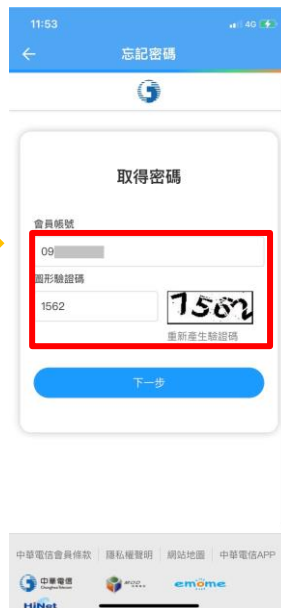 11:53 4G
忘記密碼
取得密碼
會員帳號
09
圖形驗證碼
1562
1562
重新產生驗證碼
下一步
中華電信會員條款 隱私權聲明 網站地圖 中華電信APP
中華電信
Chunghwa Telecom
emome
HiNet